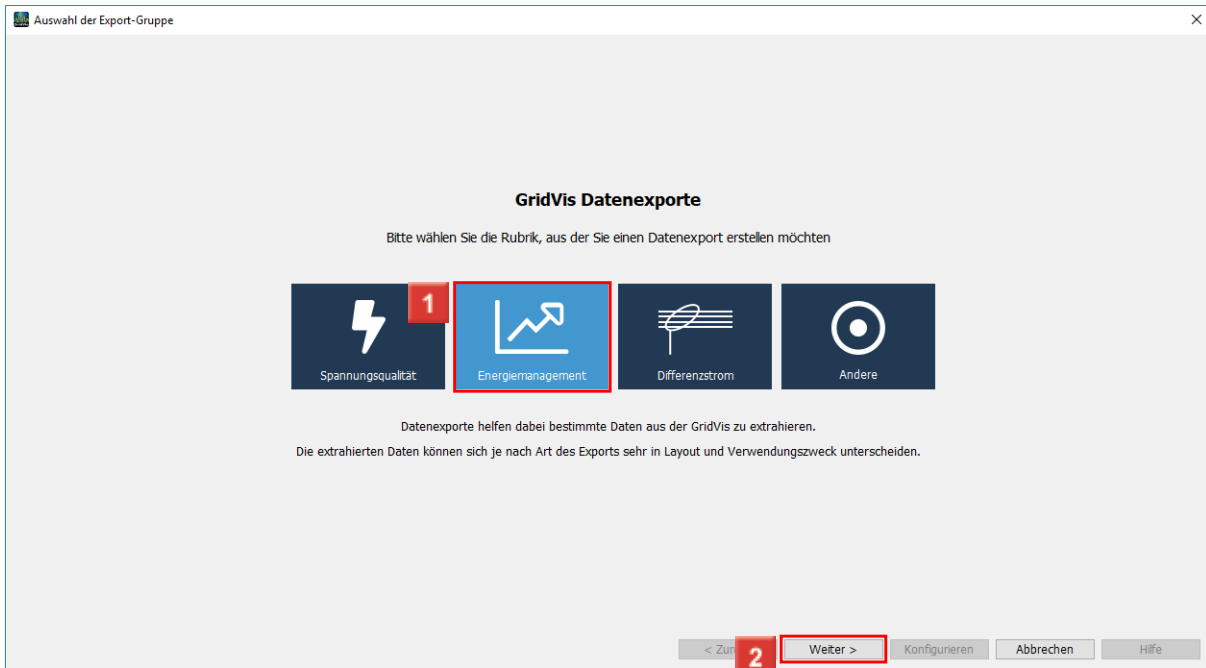 Auswahl der Export-Gruppe
GridVis Datenexporte
Bitte wählen Sie die Rubrik, aus der Sie einen Datenexport erstellen möchten
1
Spannungsqualität
Energiemanagement
Differenzstrom
Andere
Datenexporte helfen dabei bestimmte Daten aus der GridVis zu extrahieren.
Die extrahierten Daten können sich je nach Art des Exports sehr in Layout und Verwendungszweck unterscheiden.
2
Weiter >
Konfigurieren
Abbrechen
Hilfe